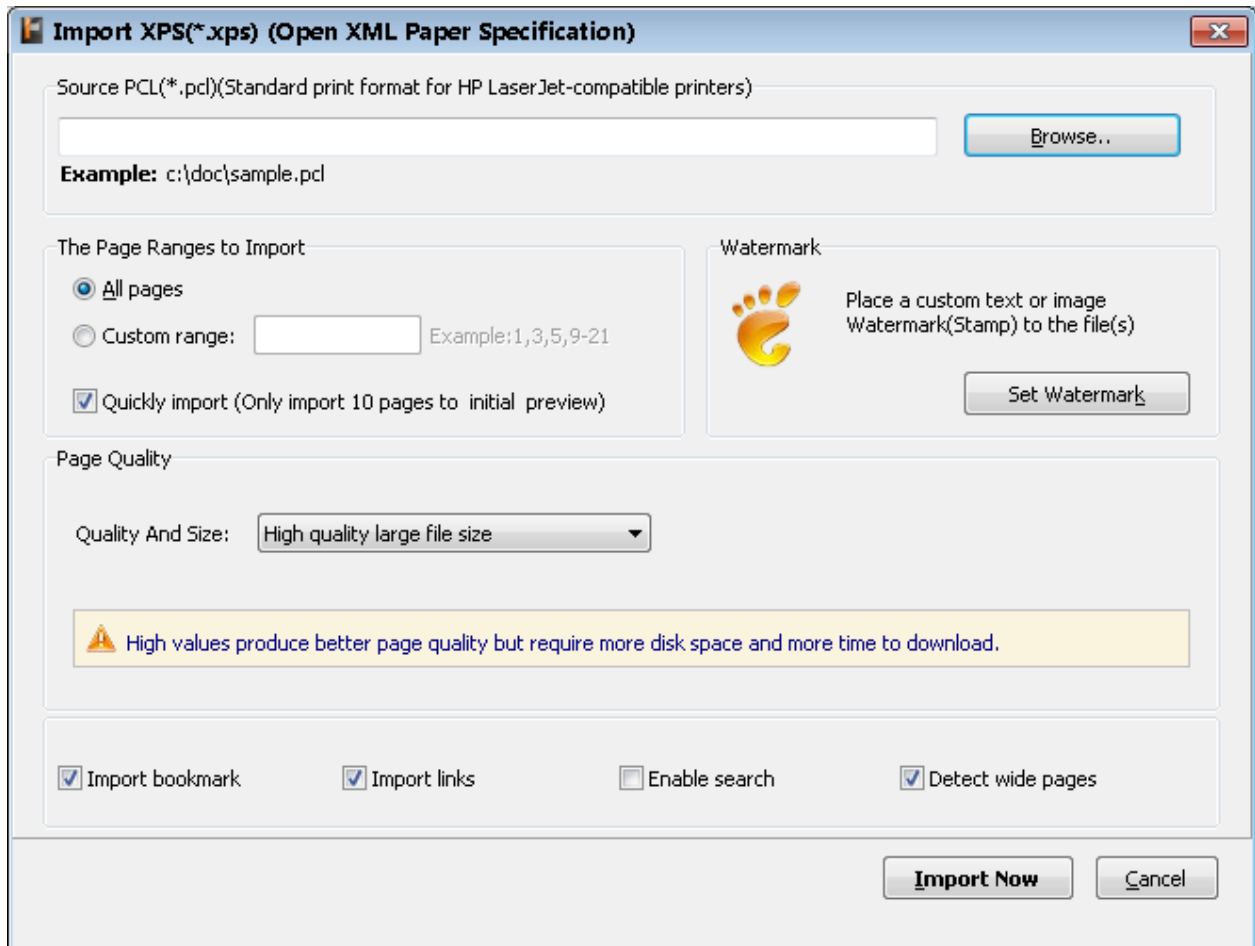 Import XPS(*.xps) (Open XML Paper Specification)
Source PCL(*.pcl)(Standard print format for HP LaserJet-compatible printers)
Browse..
Example: c:\doc\sample.pcl
The Page Ranges to Import
All pages
Custom range:
Example:1,3,5,9-21
Quickly import (Only import 10 pages to  initial  preview)
Watermark
Place a custom text or image
Watermark(Stamp) to the file(s)
Set Watermark
Page Quality
Quality And Size:
High quality large file size
High values produce better page quality but require more disk space and more time to download.
Import bookmark
Import links
Enable search
Detect wide pages
Import Now
Cancel